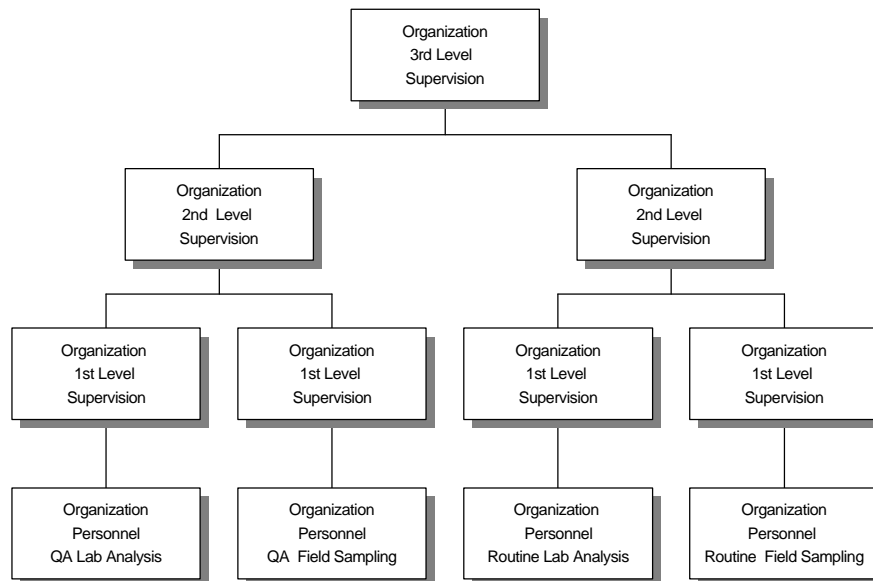 Organization
3rd Level
Supervision
Organization
2nd Level
Supervision
Organization
2nd Level
Supervision
Organization
1st Level
Supervision
Organization
1st Level
Supervision
Organization
1st Level
Supervision
Organization
1st Level
Supervision
Organization
Personnel
QA Lab Analysis
Organization
Personnel
QA Field Sampling
Organization
Personnel
Routine Lab Analysis
Organization
Personnel
Routine Field Sampling